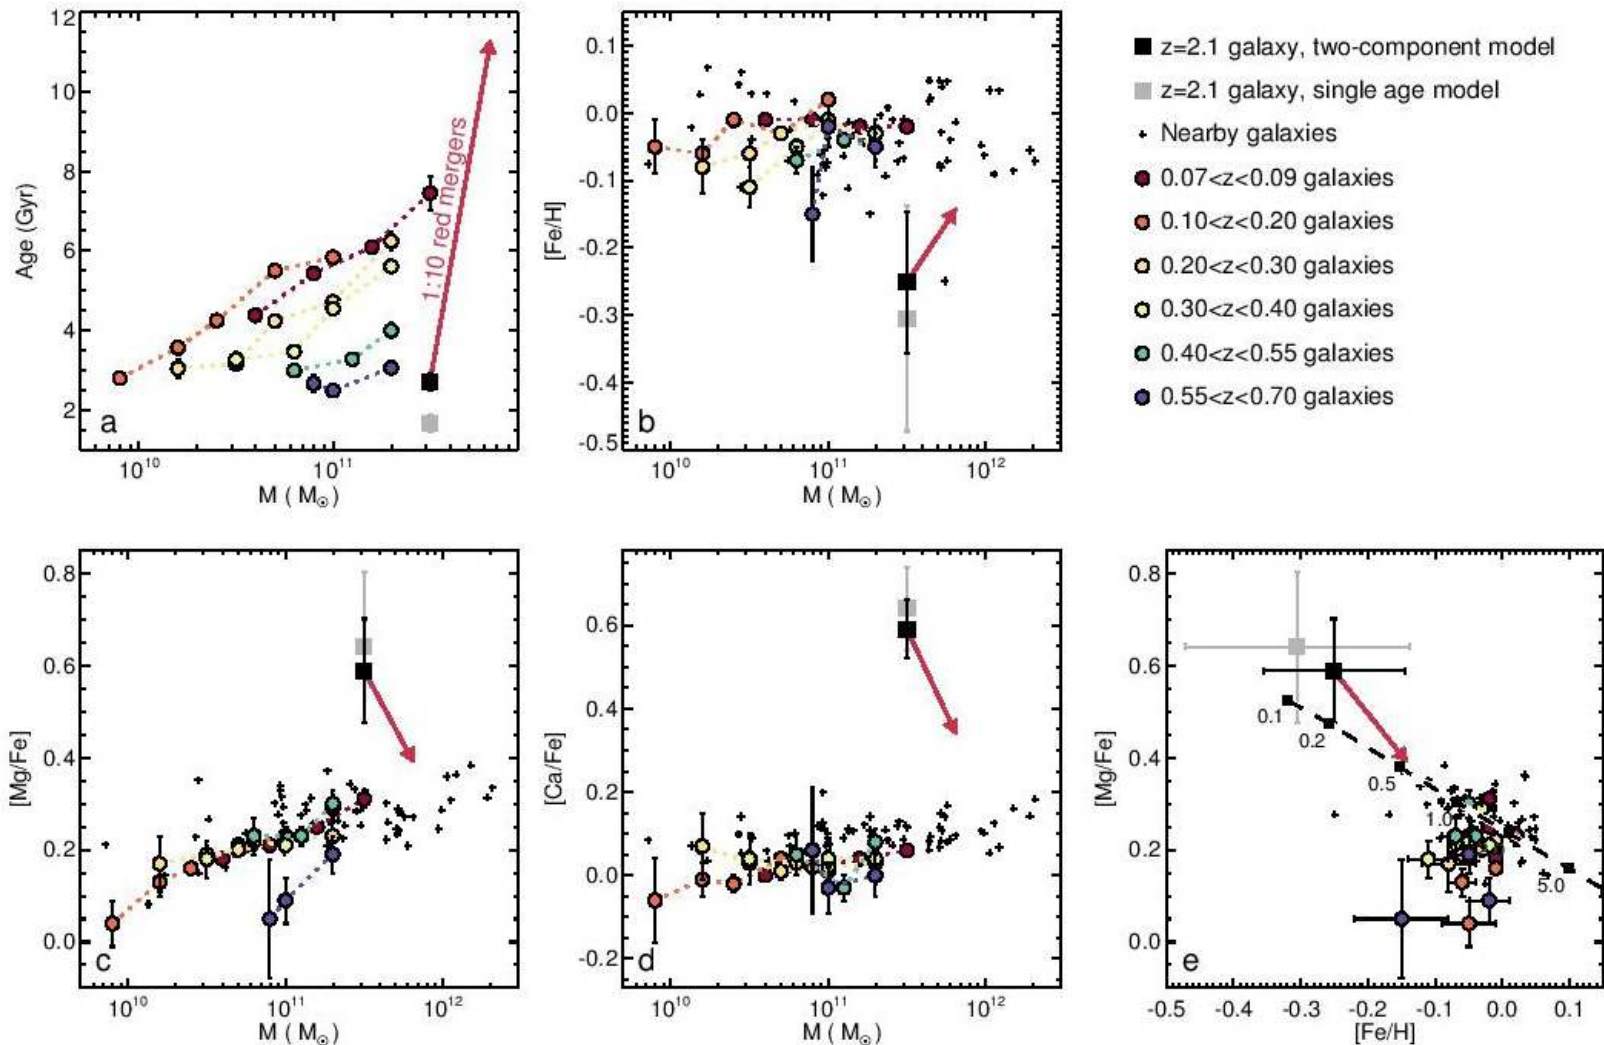 12
10
8
6
4
2
Age (Gyr)
1:10 red mergers
a
10^10
10^11
M ( M⊙)
0.1
0.0
-0.1
-0.2
-0.3
-0.4
-0.5
[Fe/H]
b
10^10
10^11
10^12
M ( M⊙)
z=2.1 galaxy, two-component model
z=2.1 galaxy, single age model
Nearby galaxies
0.07<z<0.09 galaxies
0.10<z<0.20 galaxies
0.20<z<0.30 galaxies
0.30<z<0.40 galaxies
0.40<z<0.55 galaxies
0.55<z<0.70 galaxies
0.8
0.6
0.4
0.2
0.0
[Mg/Fe]
c
10^10
10^11
10^12
M ( M⊙)
0.6
0.4
0.2
0.0
-0.2
[Ca/Fe]
d
10^10
10^11
10^12
M ( M⊙)
0.8
0.6
0.4
0.2
0.0
[Mg/Fe]
0.1
0.2
0.5
1.0
5.0
e
-0.5
-0.4
-0.3
-0.2
-0.1
0.0
0.1
[Fe/H]